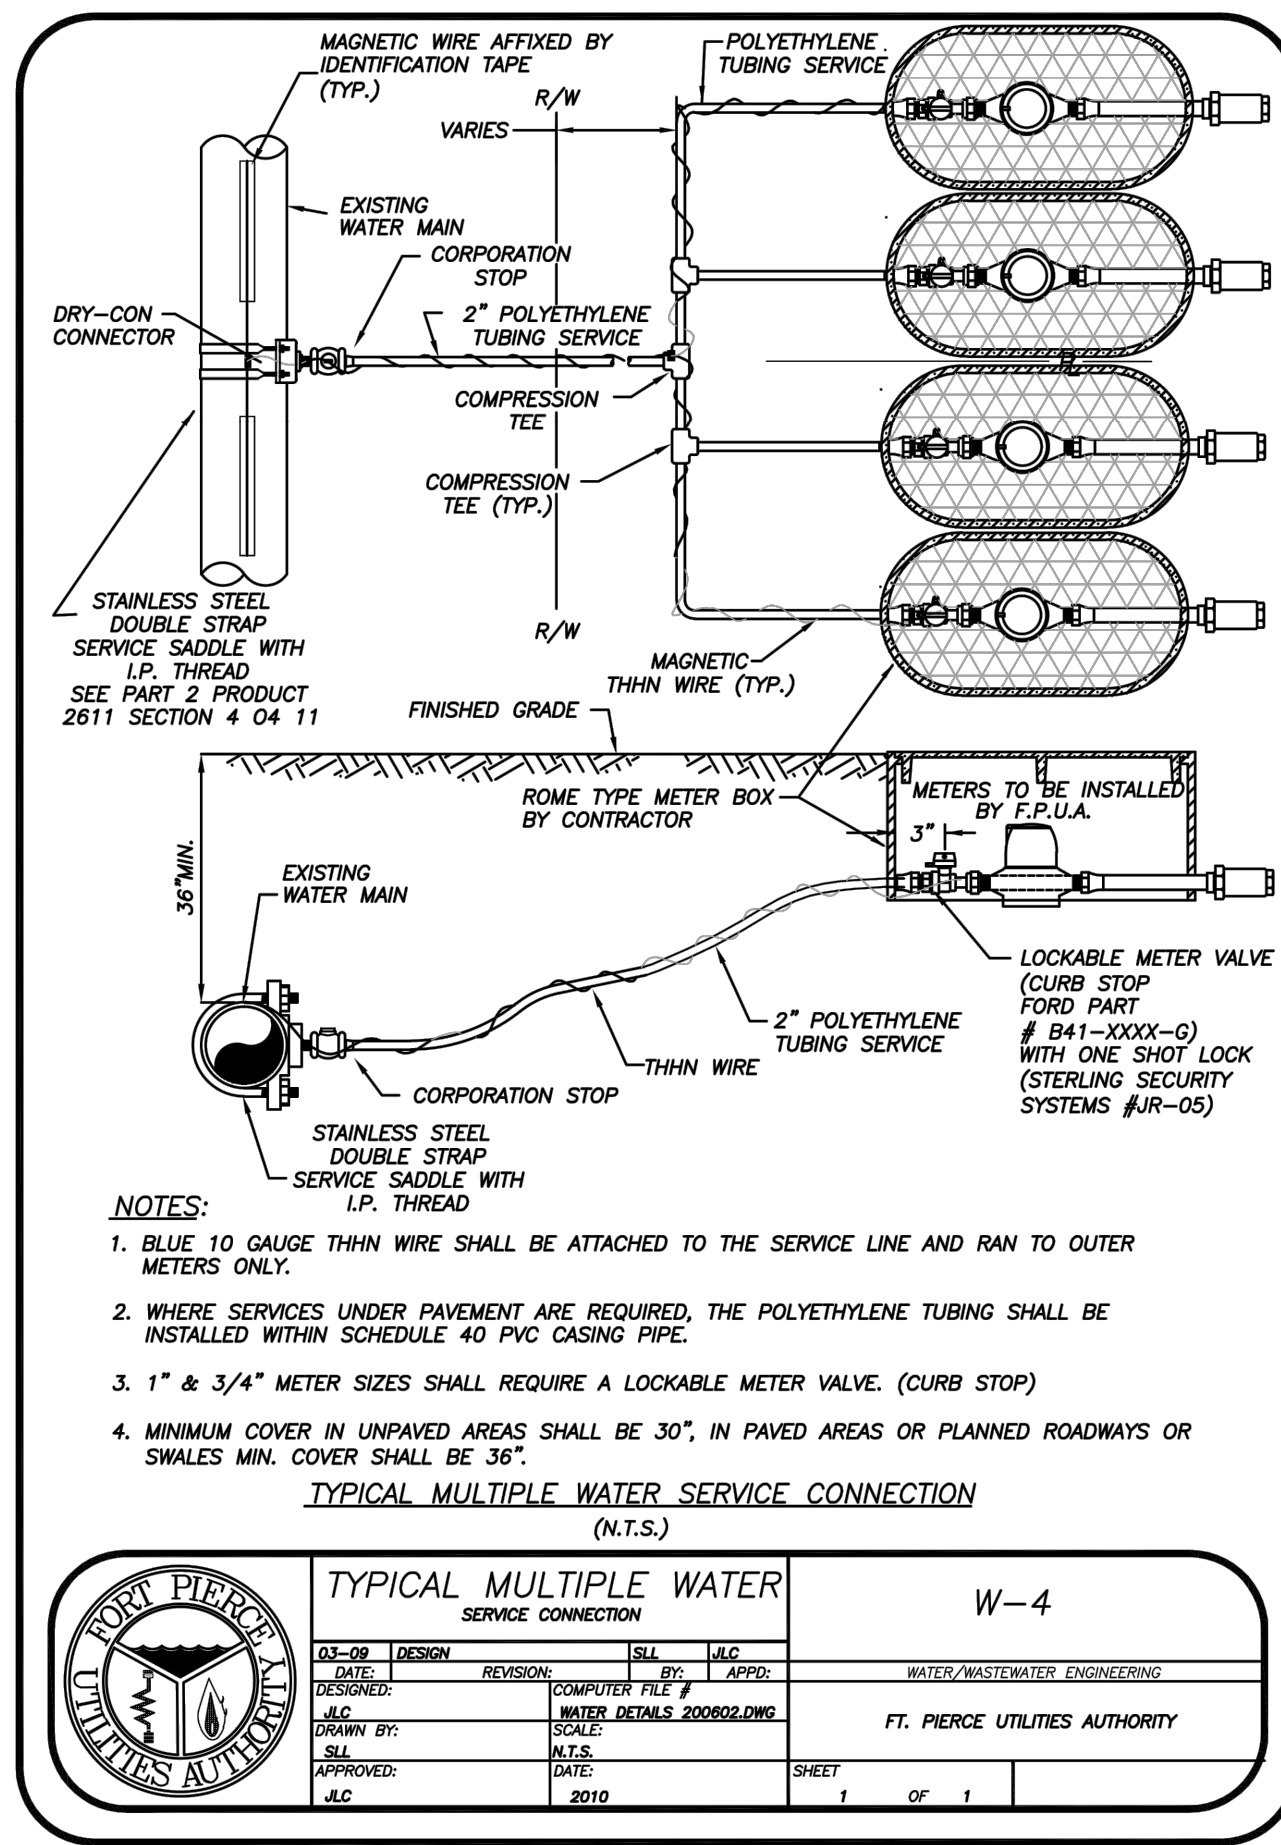 MAGNETIC WIRE AFFIXED BY
IDENTIFICATION TAPE
(TYP.)
POLYETHYLENE
TUBING SERVICE
R/W
VARIES
EXISTING
WATER MAIN
CORPORATION
STOP
DRY-CON
CONNECTOR
2" POLYETHYLENE
TUBING SERVICE
COMPRESSION
TEE
COMPRESSION
TEE (TYP.)
STAINLESS STEEL
DOUBLE STRAP
SERVICE SADDLE WITH
I.P. THREAD
SEE PART 2 PRODUCT
2611 SECTION 4 04 11
R/W
MAGNETIC
THHN WIRE (TYP.)
FINISHED GRADE
ROME TYPE METER BOX
BY CONTRACTOR
METERS TO BE INSTALLED
BY F.P.U.A.
3"
36"MIN.
EXISTING
WATER MAIN
LOCKABLE METER VALVE
(CURB STOP
FORD PART
# B41-XXXX-G)
WITH ONE SHOT LOCK
(STERLING SECURITY
SYSTEMS #JR-05)
2" POLYETHYLENE
TUBING SERVICE
THHN WIRE
CORPORATION STOP
STAINLESS STEEL
DOUBLE STRAP
SERVICE SADDLE WITH
I.P. THREAD
NOTES:
1. BLUE 10 GAUGE THHN WIRE SHALL BE ATTACHED TO THE SERVICE LINE AND RAN TO OUTER
METERS ONLY.
2. WHERE SERVICES UNDER PAVEMENT ARE REQUIRED, THE POLYETHYLENE TUBING SHALL BE
INSTALLED WITHIN SCHEDULE 40 PVC CASING PIPE.
3. 1" & 3/4" METER SIZES SHALL REQUIRE A LOCKABLE METER VALVE. (CURB STOP)
4. MINIMUM COVER IN UNPAVED AREAS SHALL BE 30", IN PAVED AREAS OR PLANNED ROADWAYS OR
SWALES MIN. COVER SHALL BE 36".
TYPICAL MULTIPLE WATER SERVICE CONNECTION
(N.T.S.)
FORT PIERCE
UTILITIES AUTHORITY
TYPICAL MULTIPLE WATER
SERVICE CONNECTION
03-09 DESIGN SLL JLC
DATE: REVISION: BY: APPD:
DESIGNED: COMPUTER FILE #
JLC WATER DETAILS 200602.DWG
DRAWN BY: SCALE:
SLL N.T.S.
APPROVED: DATE:
JLC 2010
W-4
WATER/WASTEWATER ENGINEERING
FT. PIERCE UTILITIES AUTHORITY
SHEET
1 OF 1